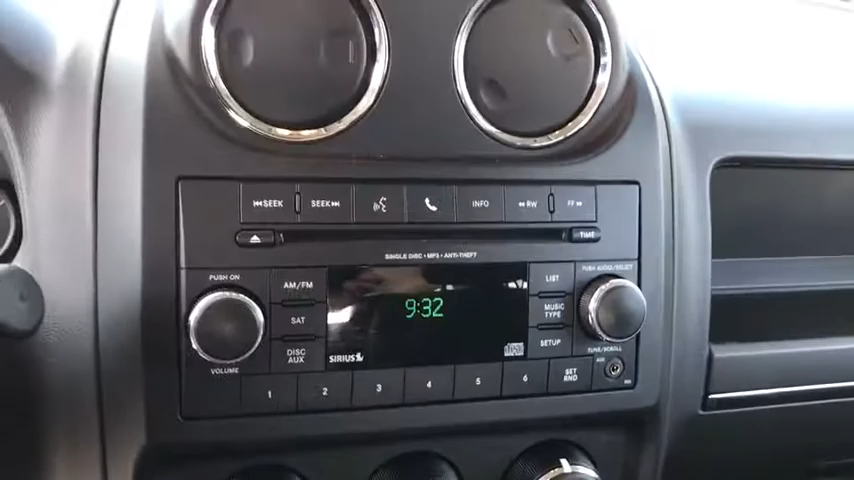 SEEK SEEK INFO RW FF
TIME
SINGLE DISC • MP3 • ANTI-THEFT
PUSH ON PUSH AUDIO/SELECT
AM/FM LIST
9:32
SAT MUSIC
TYPE
DISC
AUX SIRIUS SETUP
VOLUME TUNE/SCROLL
AUX
1 2 3 4 5 6 SET
RND